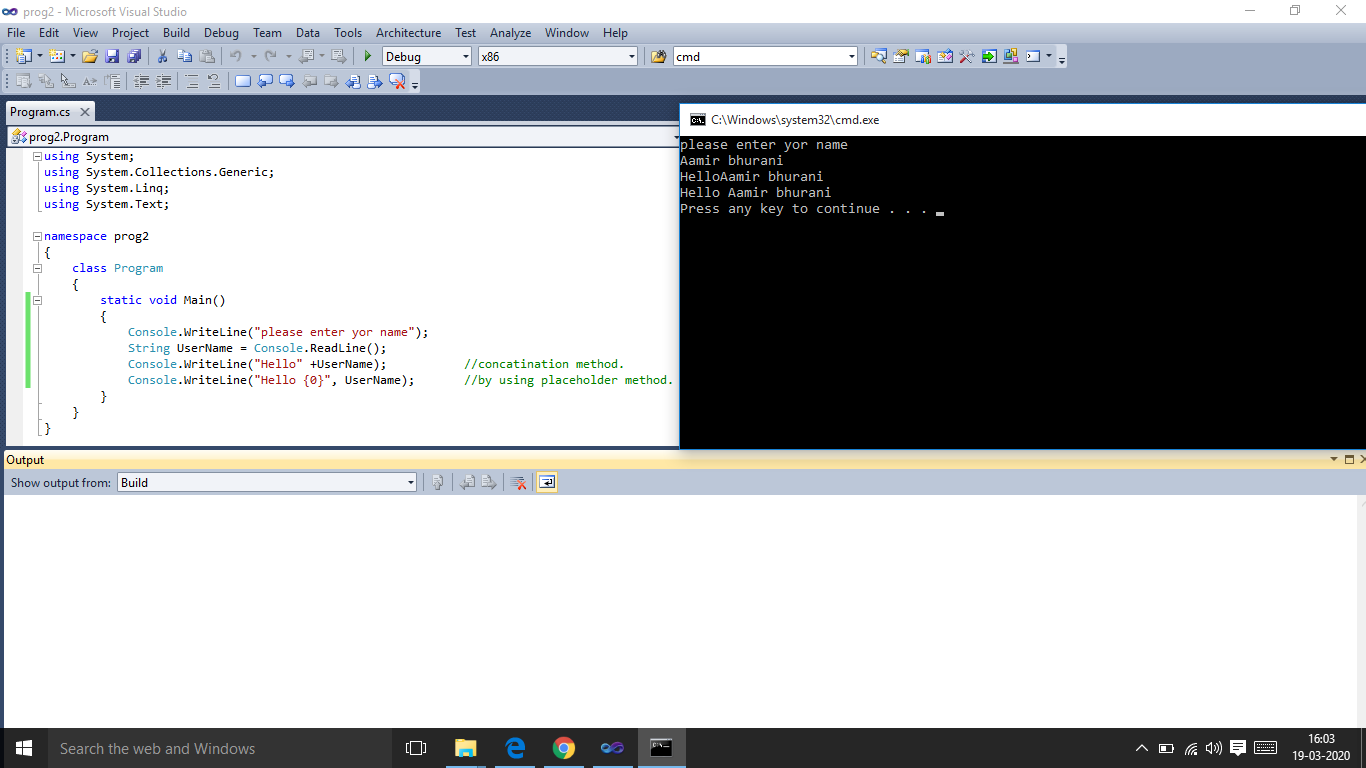 prog2 - Microsoft Visual Studio
File Edit View Project Build Debug Team Data Tools Architecture Test Analyze Window Help
Debug x86 cmd
Program.cs
prog2.Program
using System;
using System.Collections.Generic;
using System.Linq;
using System.Text;
namespace prog2
{
class Program
{
static void Main()
{
Console.WriteLine("please enter yor name");
String UserName = Console.ReadLine();
Console.WriteLine("Hello" +UserName); //concatination method.
Console.WriteLine("Hello {0}", UserName); //by using placeholder method.
}
}
}
C:\Windows\system32\cmd.exe
please enter yor name
Aamir bhurani
HelloAamir bhurani
Hello Aamir bhurani
Press any key to continue . . .
Output
Show output from: Build
Search the web and Windows
16:03
19-03-2020